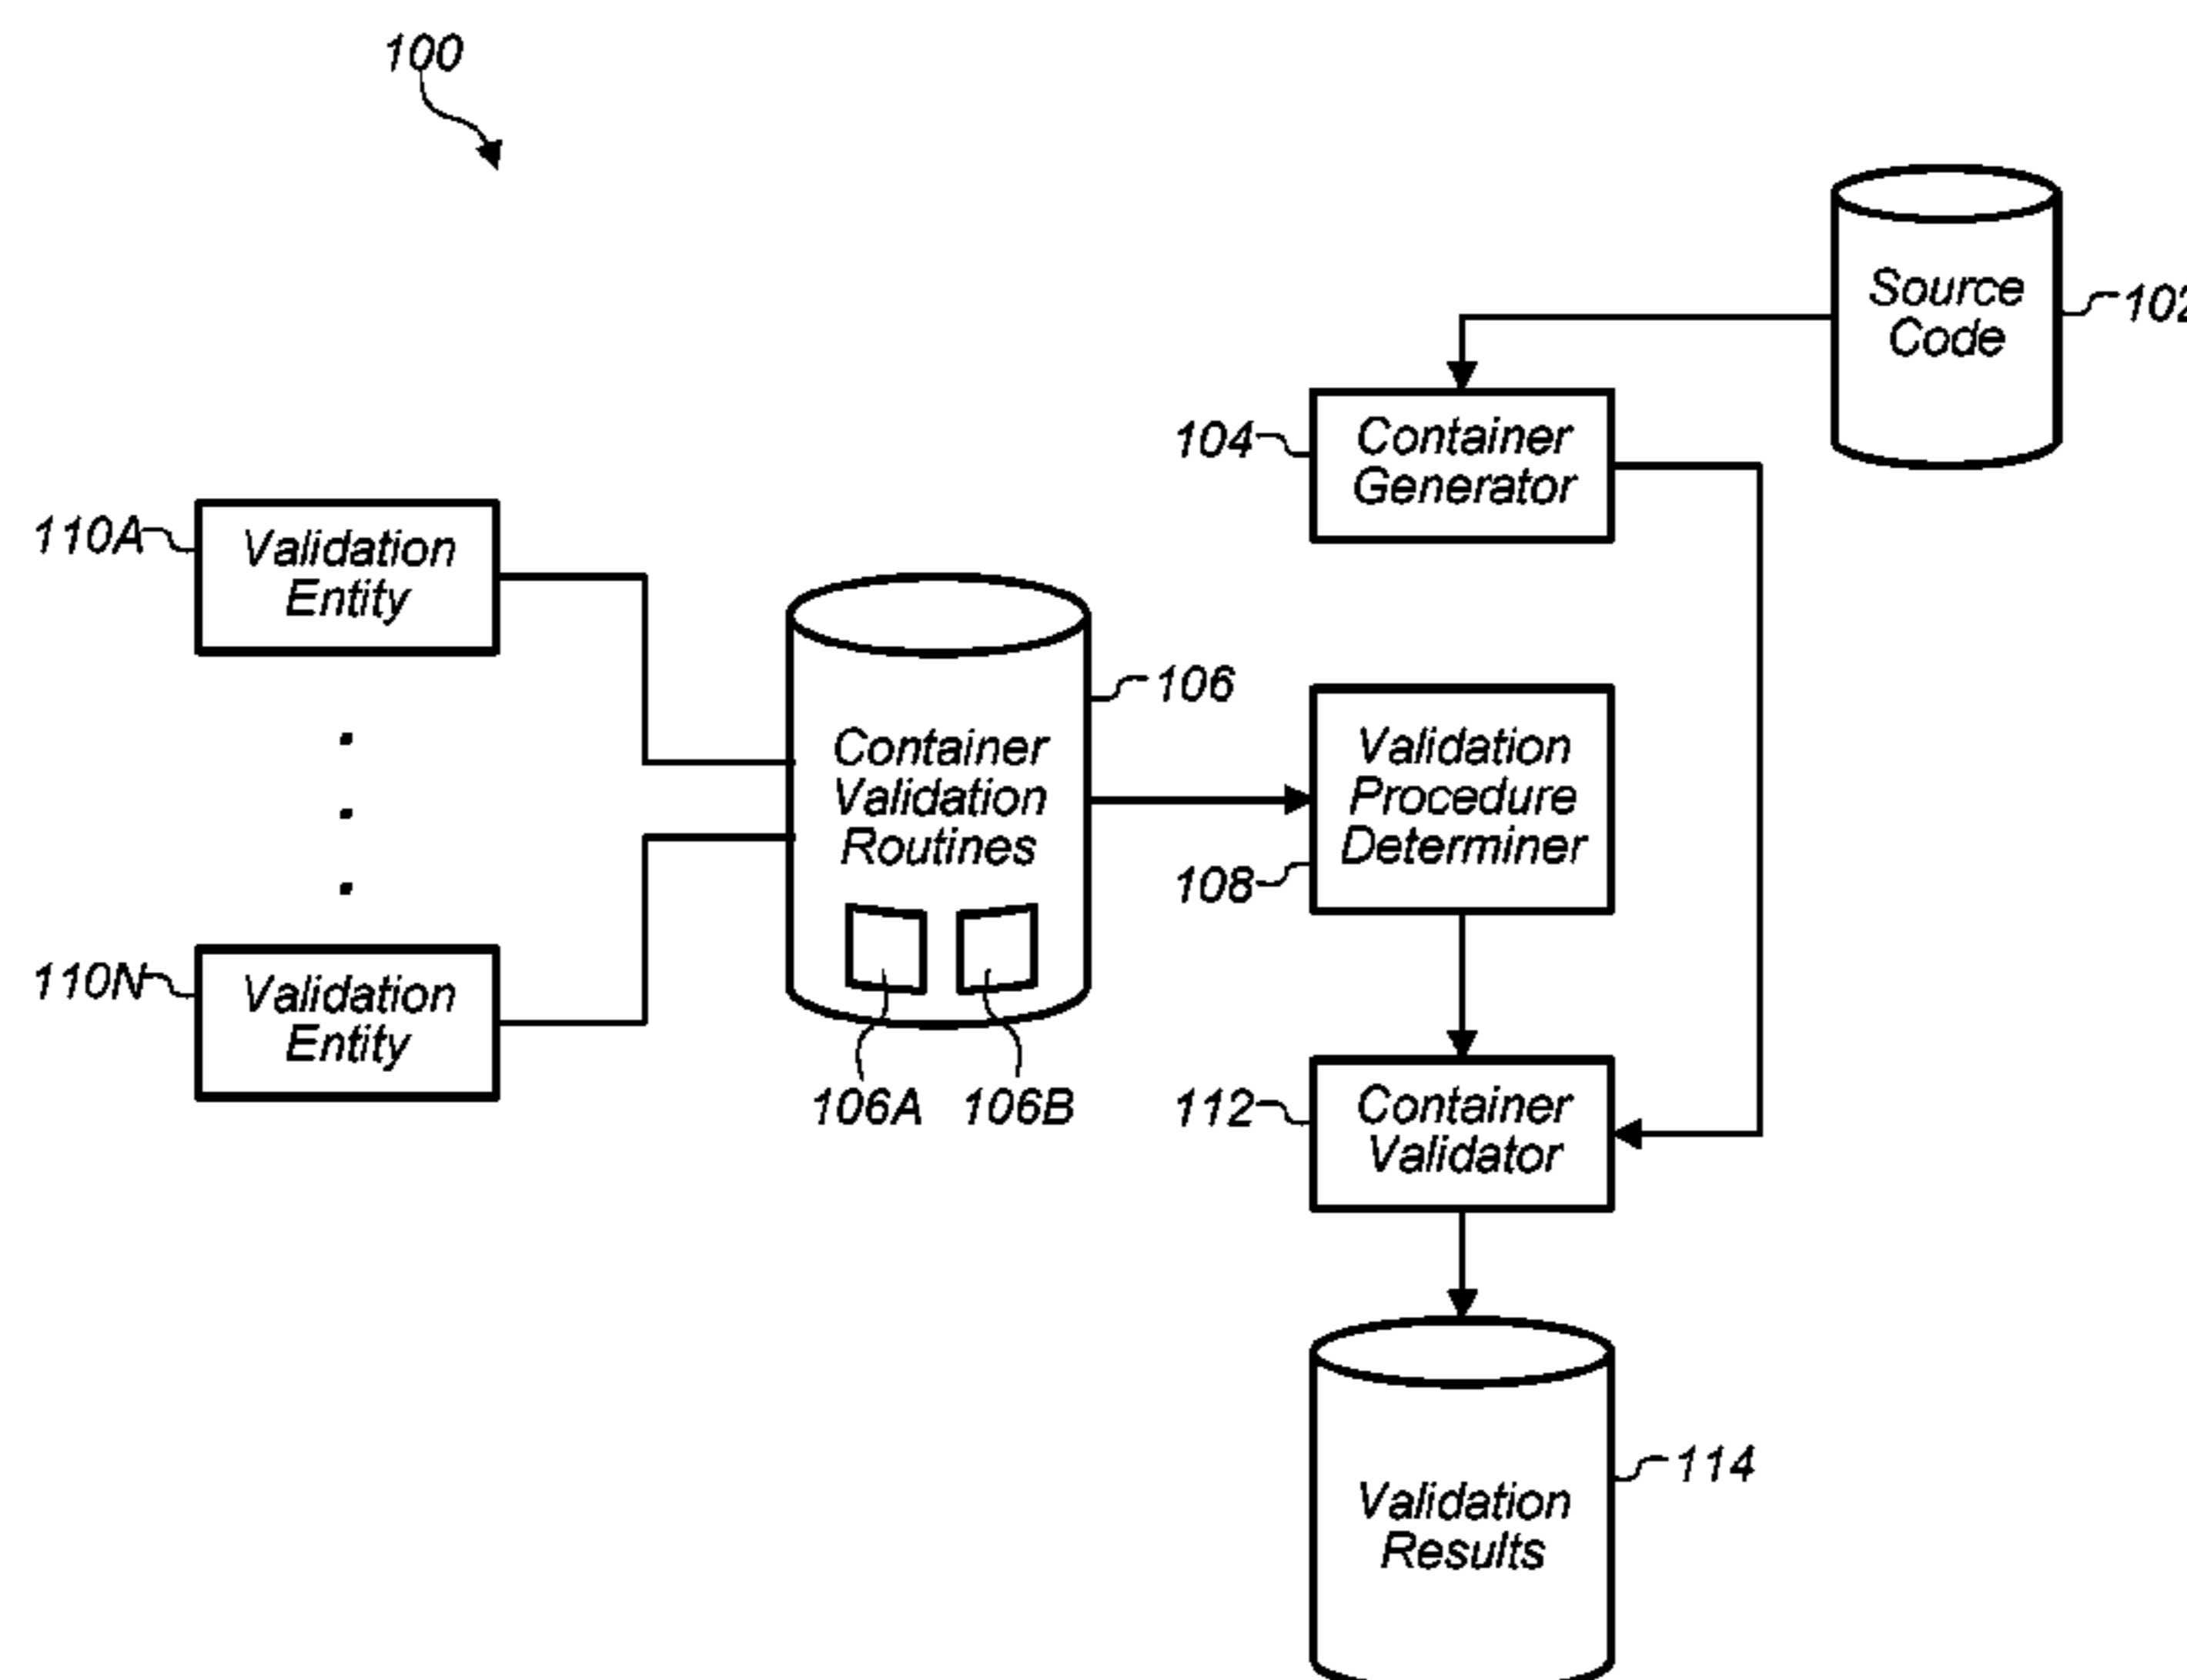 100
Source
Code
102
104
Container
Generator
110A
Validation
Entity
106
Container
Validation
Routines
Validation
Procedure
Determiner
108
110N
Validation
Entity
106A
106B
112
Container
Validator
114
Validation
Results